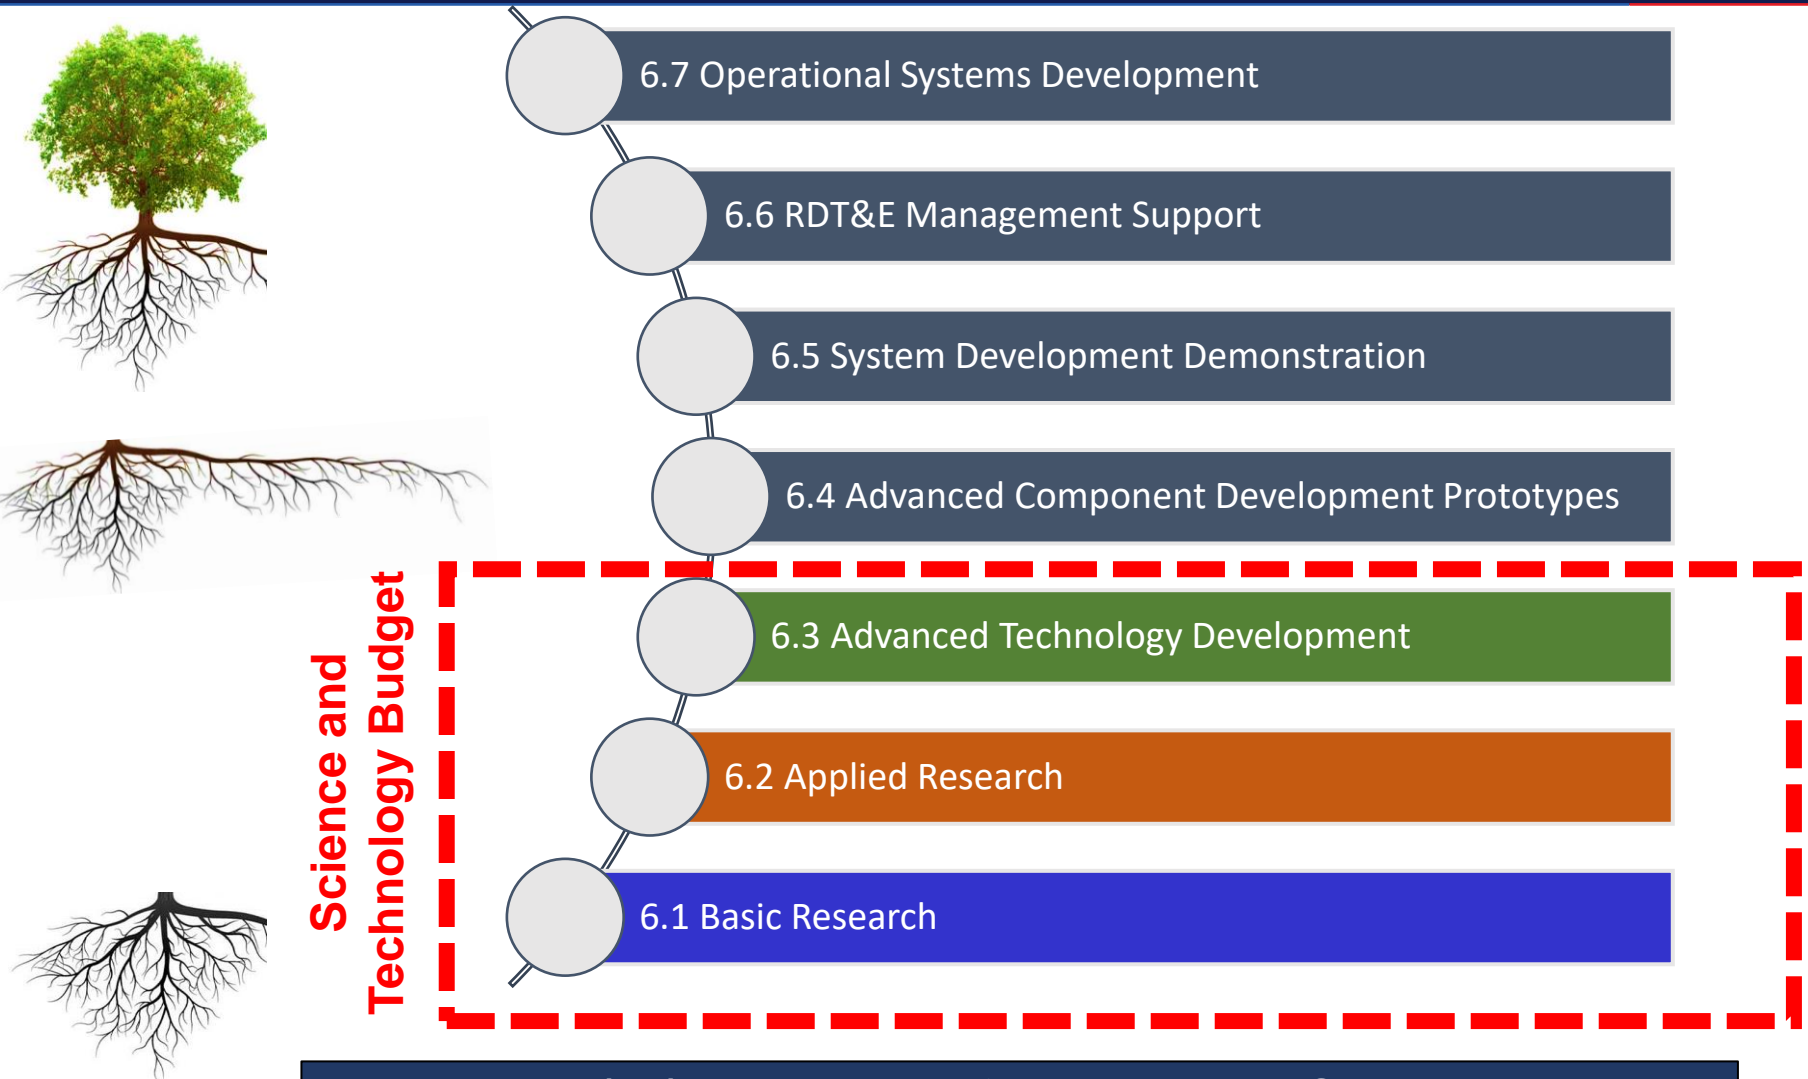 6.7 Operational Systems Development
6.6 RDT&E Management Support
6.5 System Development Demonstration
6.4 Advanced Component Development Prototypes
Science and
Technology Budget
6.3 Advanced Technology Development
6.2 Applied Research
6.1 Basic Research